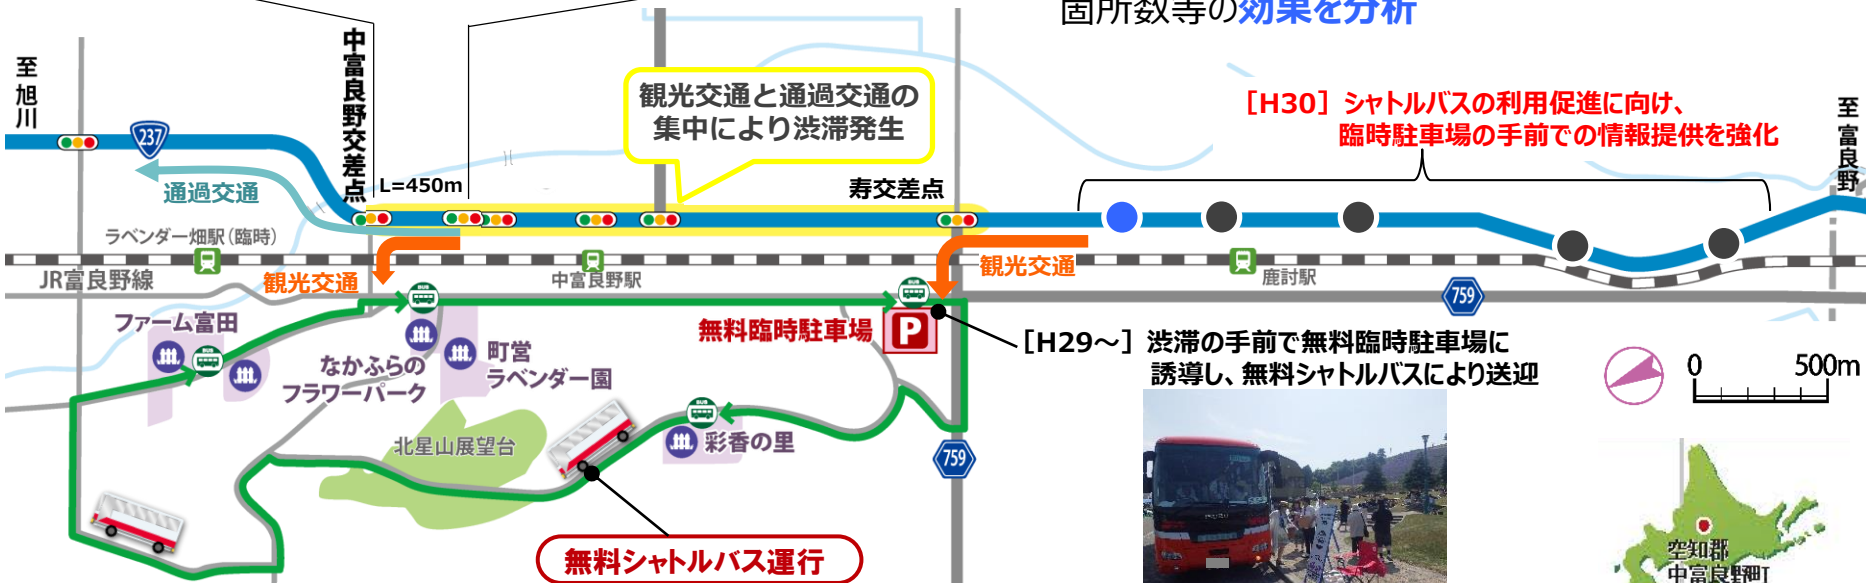 箇所数等の効果を分析
至旭川
中富良野交差点
237
通過交通
L=450m
観光交通と通過交通の
集中により渋滞発生
寿交差点
[H30] シャトルバスの利用促進に向け、
臨時駐車場の手前での情報提供を強化
至富良野
ラベンダー畑駅(臨時)
JR富良野線
観光交通
中富良野駅
観光交通
鹿討駅
759
ファーム富田
BUS
BUS
BUS
なかふらの
フラワーパーク
町営
ラベンダー園
無料臨時駐車場
P
[H29～] 渋滞の手前で無料臨時駐車場に
誘導し、無料シャトルバスにより送迎
0 500m
北星山展望台
BUS
彩香の里
759
無料シャトルバス運行
空知郡
中富良野町